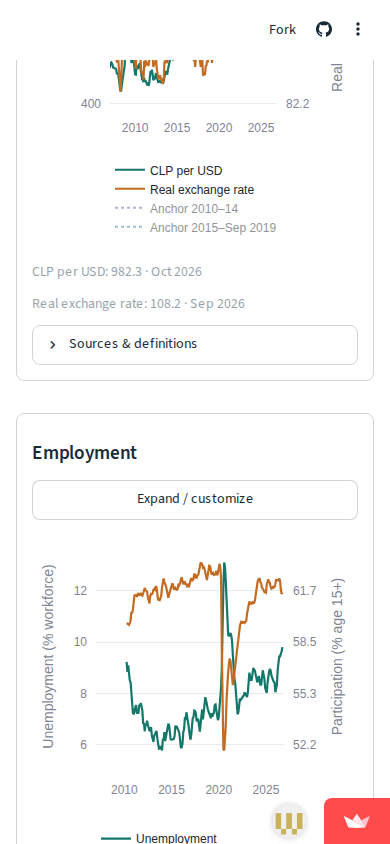 Fork
Real
400
82.2
2010 2015 2020 2025
CLP per USD
Real exchange rate
Anchor 2010–14
Anchor 2015–Sep 2019
CLP per USD: 982.3 · Oct 2026
Real exchange rate: 108.2 · Sep 2026
Sources & definitions
Employment
Expand / customize
Unemployment (% workforce)
12
10
8
6
61.7
58.5
55.3
52.2
Participation (% age 15+)
2010 2015 2020 2025
Unemployment